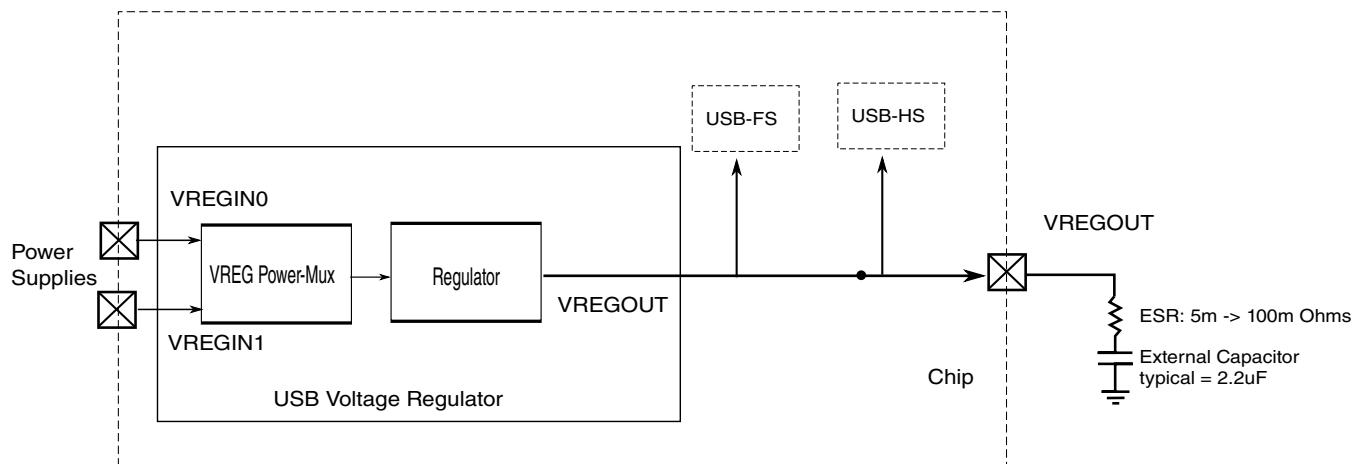 USB-FS
USB-HS
VREGIN0
Power
Supplies
VREG Power-Mux
Regulator
VREGOUT
VREGIN1
USB Voltage Regulator
Chip
VREGOUT
ESR: 5m -> 100m Ohms
External Capacitor
typical = 2.2uF